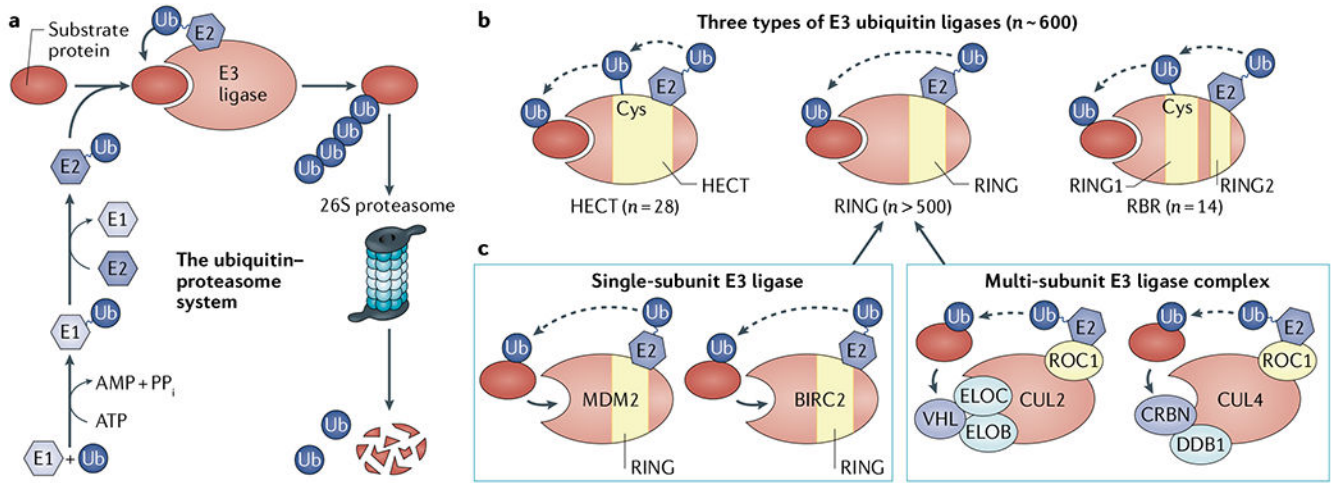 a
Substrate
protein
Ub
E2
E3
ligase
Ub
Ub
Ub
Ub
E2
Ub
E1
E2
The ubiquitin–
proteasome
system
26S proteasome
E1
Ub
AMP + PPi
ATP
E1 + Ub
Ub
Ub
b
Three types of E3 ubiquitin ligases (n ~ 600)
Ub
Ub
Ub
E2
Cys
HECT
HECT (n = 28)
Ub
Ub
E2
RING
RING (n > 500)
Ub
Ub
Ub
E2
Cys
RING1
RING2
RBR (n = 14)
c
Single-subunit E3 ligase
Ub
Ub
E2
MDM2
RING
Ub
Ub
E2
BIRC2
RING
Multi-subunit E3 ligase complex
Ub
Ub
E2
ROC1
ELOC
CUL2
VHL
ELOB
Ub
Ub
E2
ROC1
CRBN
CUL4
DDB1